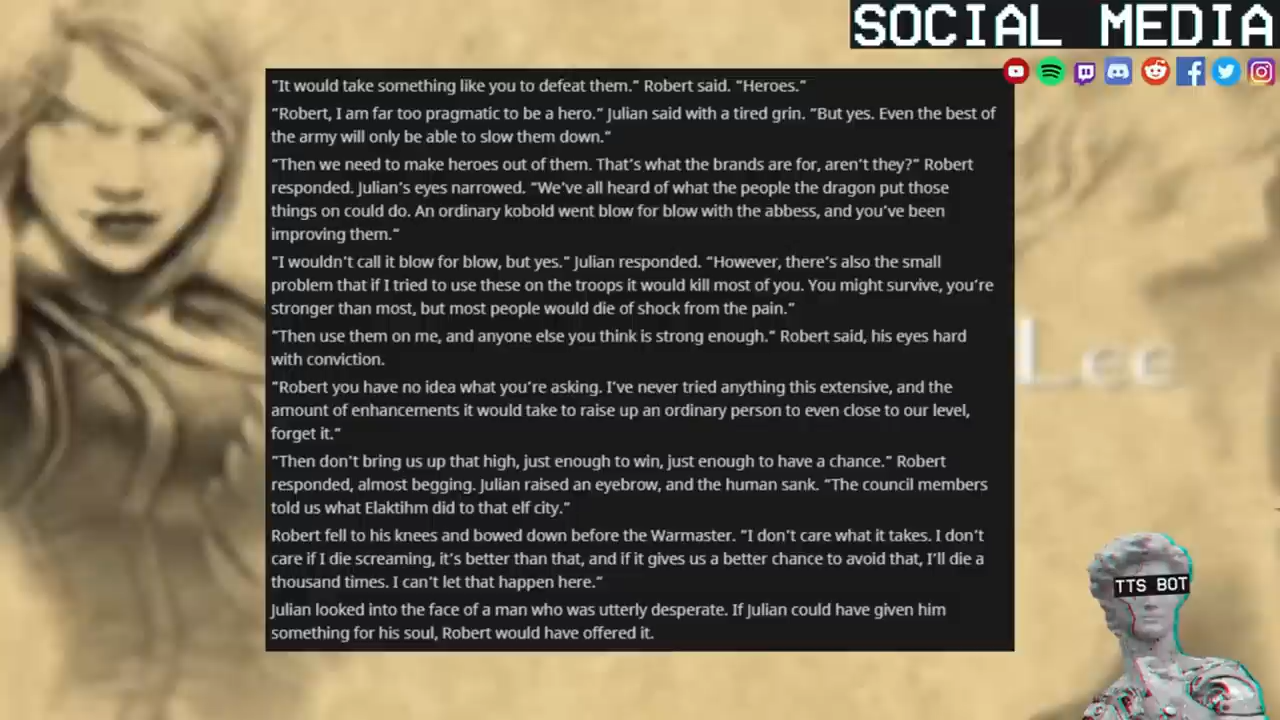 SOCIAL MEDIA
"It would take something like you to defeat them." Robert said. "Heroes."
"Robert, I am far too pragmatic to be a hero." Julian said with a tired grin. "But yes. Even the best of
the army will only be able to slow them down."
"Then we need to make heroes out of them. That's what the brands are for, aren't they?" Robert
responded. Julian's eyes narrowed. "We've all heard of what the people the dragon put those
things on could do. An ordinary kobold went blow for blow with the abbess, and you've been
improving them."
"I wouldn't call it blow for blow, but yes." Julian responded. "However, there's also the small
problem that if I tried to use these on the troops it would kill most of you. You might survive, you're
stronger than most, but most people would die of shock from the pain."
"Then use them on me, and anyone else you think is strong enough." Robert said, his eyes hard
with conviction.
"Robert you have no idea what you're asking. I've never tried anything this extensive, and the
amount of enhancements it would take to raise up an ordinary person to even close to our level,
forget it."
"Then don't bring us up that high, just enough to win, just enough to have a chance." Robert
responded, almost begging. Julian raised an eyebrow, and the human sank. "The council members
told us what Elaktihm did to that elf city."
Robert fell to his knees and bowed down before the Warmaster. "I don't care what it takes. I don't
care if I die screaming, it's better than that, and if it gives us a better chance to avoid that, I'll die a
thousand times. I can't let that happen here."
Julian looked into the face of a man who was utterly desperate. If Julian could have given him
something for his soul, Robert would have offered it.
Lee
TTS BOT